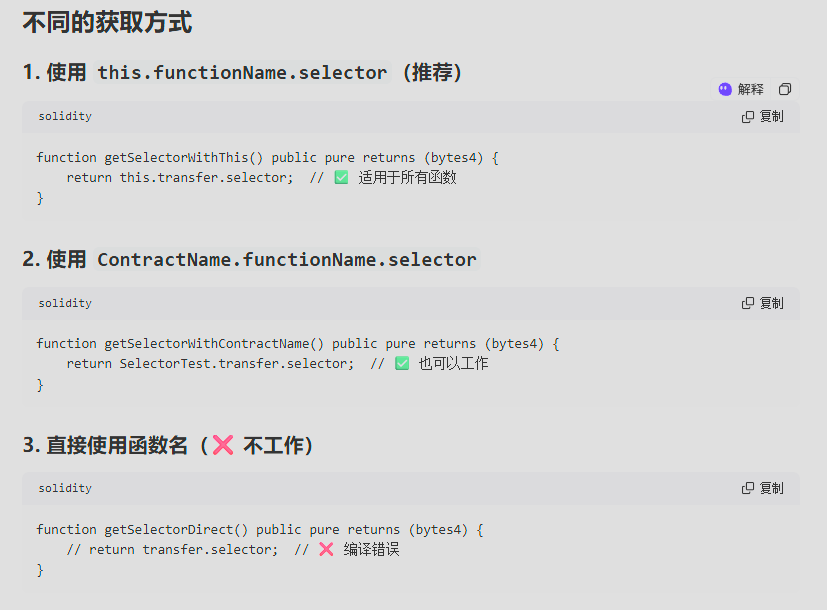 不同的获取方式
1. 使用 this.functionName.selector （推荐）
解释
solidity
复制
function getSelectorWithThis() public pure returns (bytes4) {
    return this.transfer.selector;  // ✅ 适用于所有函数
}
2. 使用 ContractName.functionName.selector
solidity
复制
function getSelectorWithContractName() public pure returns (bytes4) {
    return SelectorTest.transfer.selector;  // ✅ 也可以工作
}
3. 直接使用函数名（❌ 不工作）
solidity
复制
function getSelectorDirect() public pure returns (bytes4) {
    // return transfer.selector;  // ❌ 编译错误
}